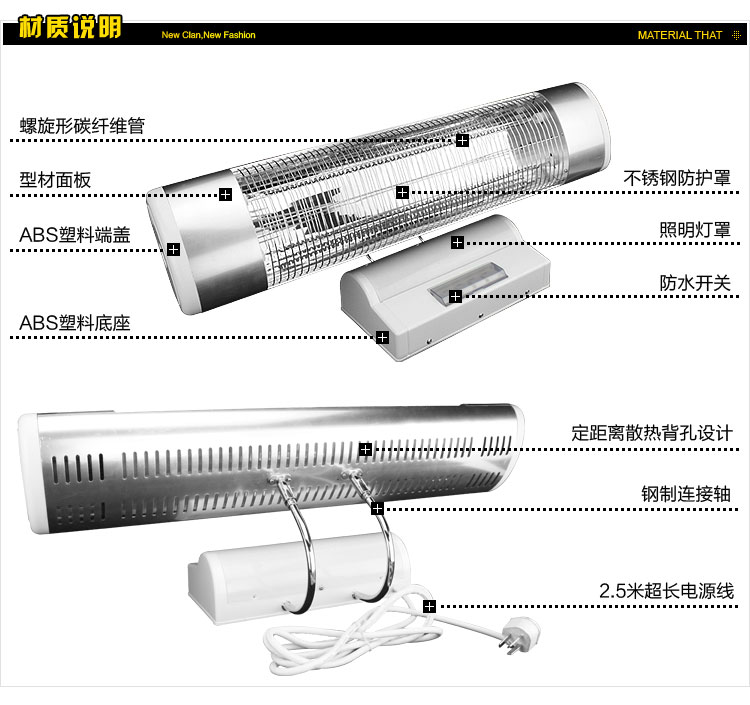 材质说明
New Clan,New Fashion
MATERIAL THAT
螺旋形碳纤维管
型材面板
不锈钢防护罩
ABS塑料端盖
照明灯罩
防水开关
ABS塑料底座
定距离散热背孔设计
钢制连接轴
2.5米超长电源线